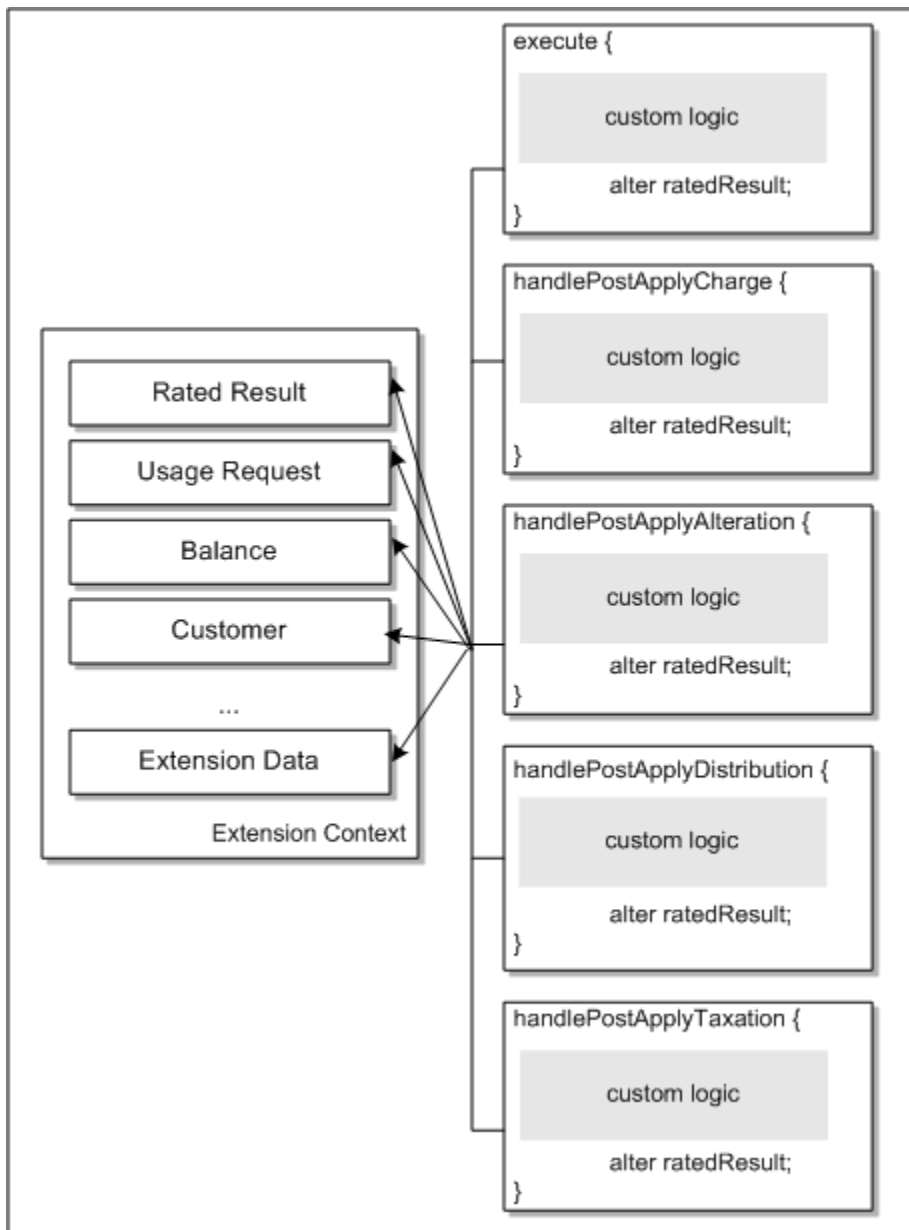 Rated Result
Usage Request
Balance
Customer
...
Extension Data
Extension Context
execute {
custom logic
alter ratedResult;
}
handlePostApplyCharge {
custom logic
alter ratedResult;
}
handlePostApplyAlteration {
custom logic
alter ratedResult;
}
handlePostApplyDistribution {
custom logic
alter ratedResult;
}
handlePostApplyTaxation {
custom logic
alter ratedResult;
}